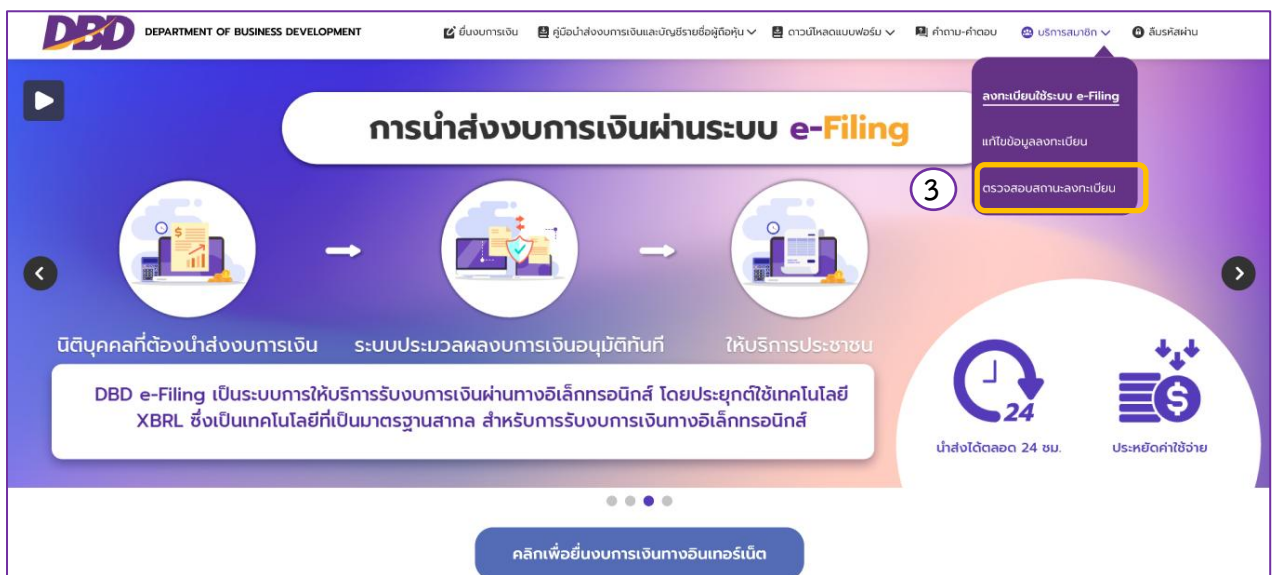 DBD DEPARTMENT OF BUSINESS DEVELOPMENT
ยื่นงบการเงิน
คู่มือนำส่งงบการเงินและบัญชีรายชื่อผู้ถือหุ้น
ดาวน์โหลดแบบฟอร์ม
คำถาม-คำตอบ
บริการสมาชิก
ลืมรหัสผ่าน
ลงทะเบียนใช้ระบบ e-Filing
แก้ไขข้อมูลลงทะเบียน
3
ตรวจสอบสถานะลงทะเบียน
การนำส่งงบการเงินผ่านระบบ e-Filing
นิติบุคคลที่ต้องนำส่งงบการเงิน
ระบบประมวลผลงบการเงินอนุมัติทันที
ให้บริการประชาชน
DBD e-Filing เป็นระบบการให้บริการรับงบการเงินผ่านทางอิเล็กทรอนิกส์ โดยประยุกต์ใช้เทคโนโลยี
XBRL ซึ่งเป็นเทคโนโลยีที่เป็นมาตรฐานสากล สำหรับการรับงบการเงินทางอิเล็กทรอนิกส์
24
นำส่งได้ตลอด 24 ชม.
ประหยัดค่าใช้จ่าย
คลิกเพื่อยื่นงบการเงินทางอินเทอร์เน็ต